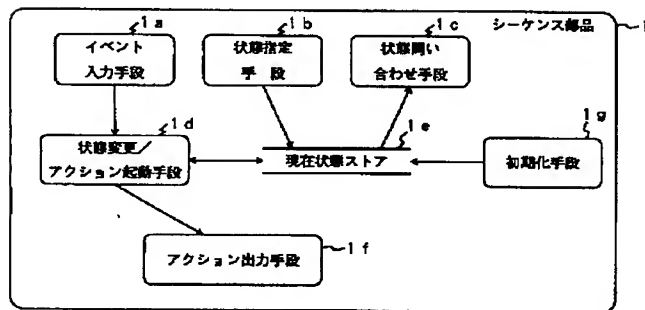 シーケンス部品
1
1a
イベント
入力手段
1b
状態指定
手 段
1c
状態問い
合わせ手段
1d
状態変更/
アクション起動手段
1e
現在状態ストア
1g
初期化手段
アクション出力手段
1f